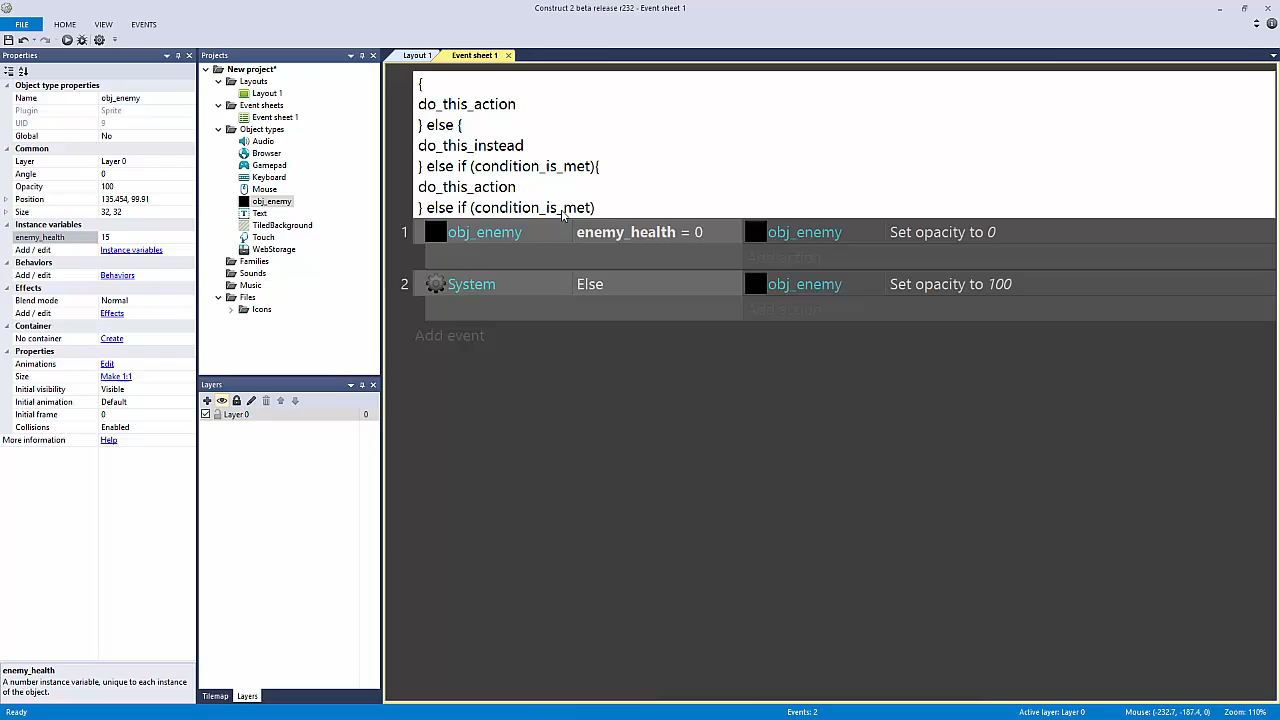 Construct 2 beta release r232 - Event sheet 1
FILE HOME VIEW EVENTS
Properties
Object type properties
Name obj_enemy
Plugin Sprite
UID 9
Global No
Common
Layer Layer 0
Angle 0
Opacity 100
Position 135.454, 99.91
Size 32, 32
Instance variables
enemy_health 15
Add / edit Instance variables
Behaviors
Add / edit Behaviors
Effects
Blend mode Normal
Add / edit Effects
Container
No container Create
Properties
Animations Edit
Size Make 1:1
Initial visibility Visible
Initial animation Default
Initial frame 0
Collisions Enabled
More information Help
enemy_health
A number instance variable, unique to each instance
of the object.
Projects
New project*
Layouts
Layout 1
Event sheets
Event sheet 1
Object types
Audio
Browser
Gamepad
Keyboard
Mouse
obj_enemy
Text
TiledBackground
Touch
WebStorage
Families
Sounds
Music
Files
Icons
Layers
Layer 0 0
Tilemap Layers
Layout 1 Event sheet 1
{
do_this_action
} else {
do_this_instead
} else if (condition_is_met){
do_this_action
} else if (condition_is_met)
1 obj_enemy enemy_health = 0 obj_enemy Set opacity to 0
Add action
2 System Else obj_enemy Set opacity to 100
Add action
Add event
Ready Events: 2 Active layer: Layer 0 Mouse: (-232.7, -187.4, 0) Zoom: 110%